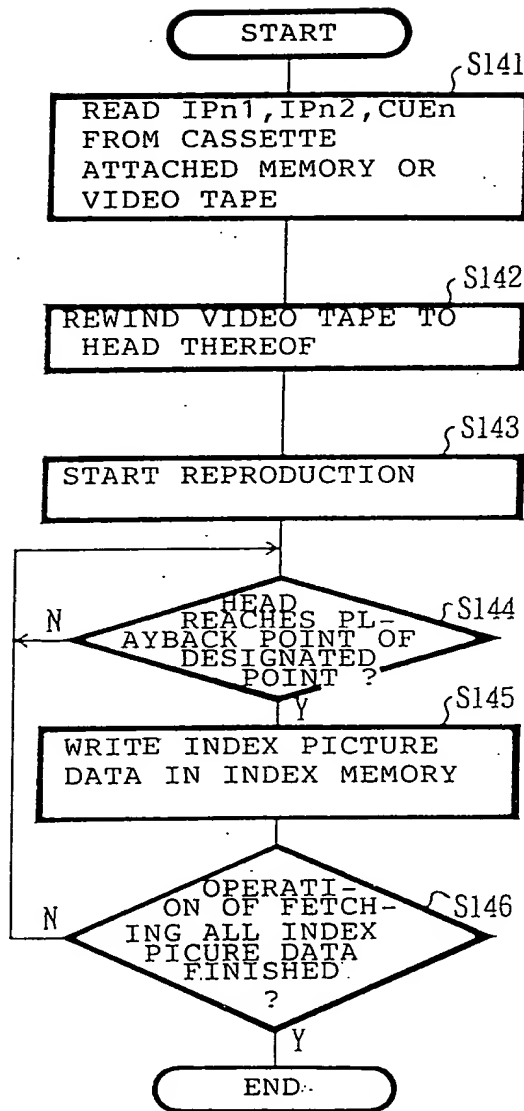 START
S141
READ IPn1,IPn2,CUEn
FROM CASSETTE
ATTACHED MEMORY OR
VIDEO TAPE
S142
REWIND VIDEO TAPE TO
HEAD THEREOF
S143
START REPRODUCTION
HEAD
REACHES PL-
AYBACK POINT OF
DESIGNATED
POINT ?
S144
N
Y
S145
WRITE INDEX PICTURE
DATA IN INDEX MEMORY
OPERATI-
ON OF FETCH-
ING ALL INDEX
PICURE DATA
FINISHED
?
S146
N
Y
END